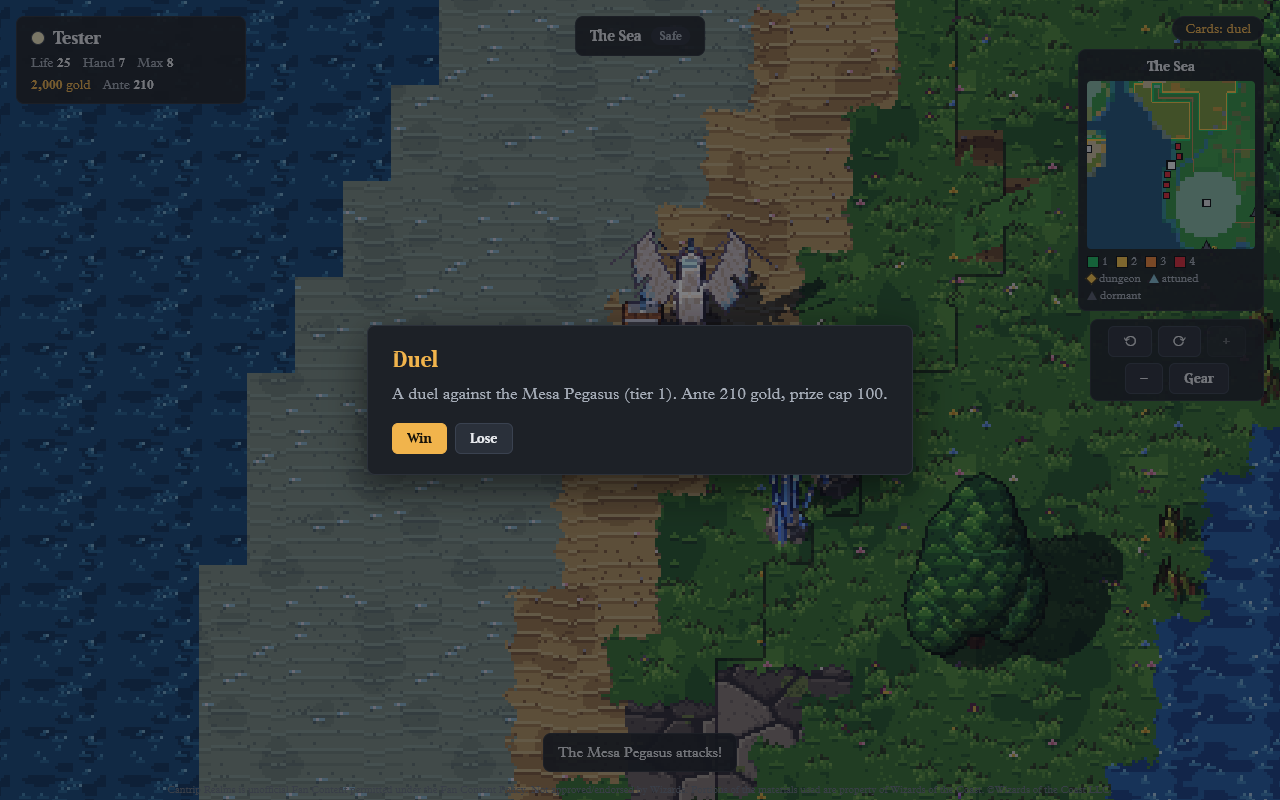 Tester
Life 25 Hand 7 Max 8
2,000 gold Ante 210
The Sea Safe
Cards: duel
The Sea
1 2 3 4
dungeon attuned
dormant
+
− Gear
Duel
A duel against the Mesa Pegasus (tier 1). Ante 210 gold, prize cap 100.
Win Lose
The Mesa Pegasus attacks!